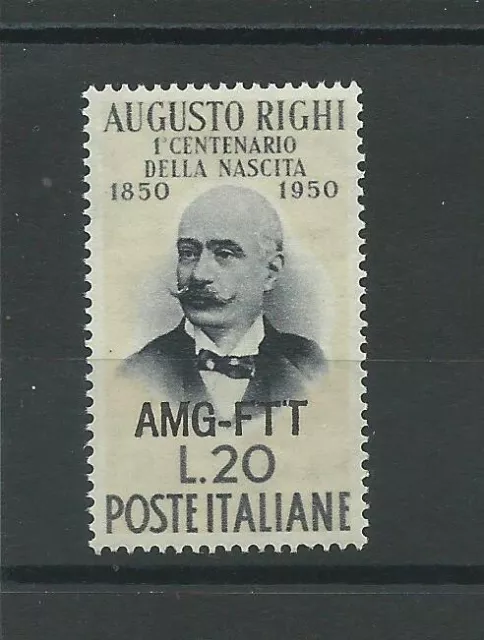 AUGUSTO RIGHI
1° CENTENARIO
DELLA NASCITA
1850 1950
AMG-FTT
L.20
POSTE ITALIANE